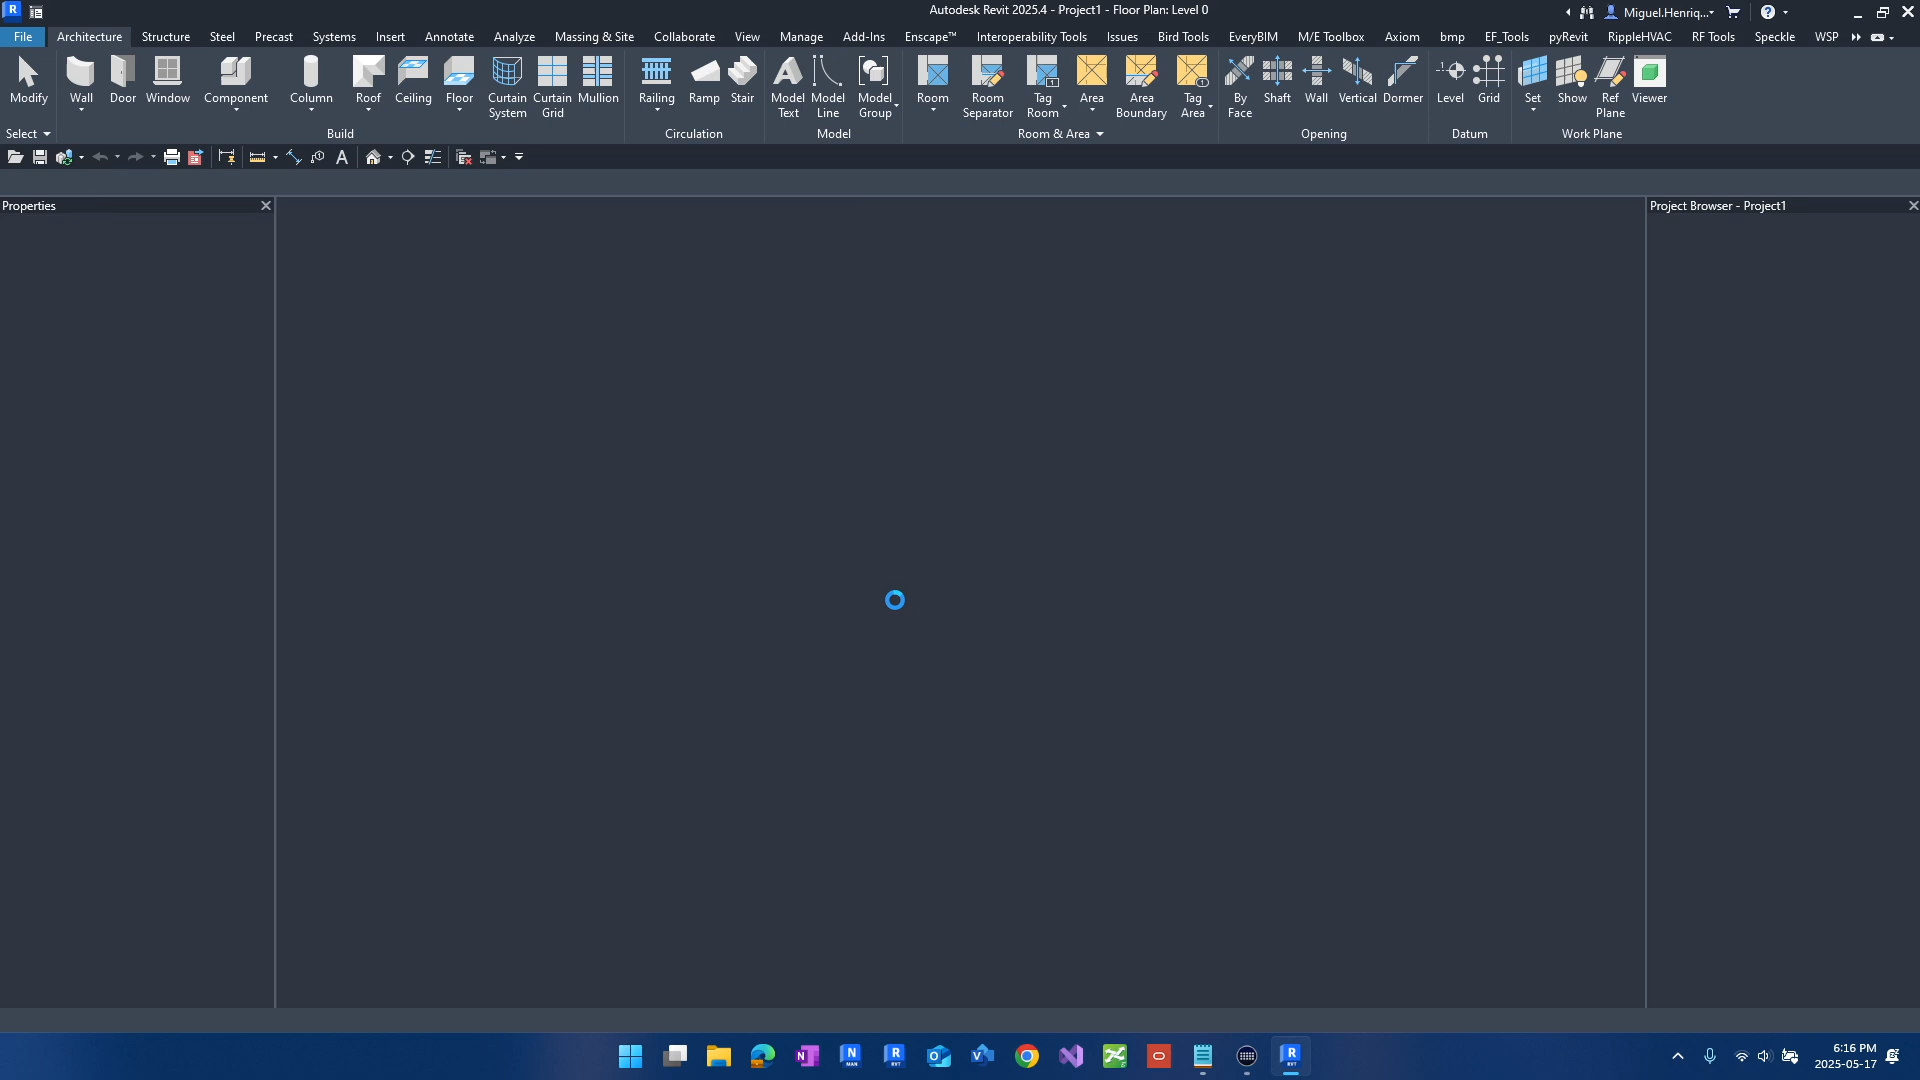 Autodesk Revit 2025.4 - Project1 - Floor Plan: Level 0
Miguel.Henriq...
File Architecture Structure Steel Precast Systems Insert Annotate Analyze Massing & Site Collaborate View Manage Add-Ins Enscape™ Interoperability Tools Issues Bird Tools EveryBIM M/E Toolbox Axiom bmp EF_Tools pyRevit RippleHVAC RF Tools Speckle WSP
Modify Wall Door Window Component Column Roof Ceiling Floor Curtain System Curtain Grid Mullion Railing Ramp Stair Model Text Model Line Model Group Room Room Separator Tag Room Area Area Boundary Tag Area By Face Shaft Wall Vertical Dormer Level Grid Set Show Ref Plane Viewer
Select Build Circulation Model Room & Area Opening Datum Work Plane
Properties
Project Browser - Project1
6:16 PM
2025-05-17